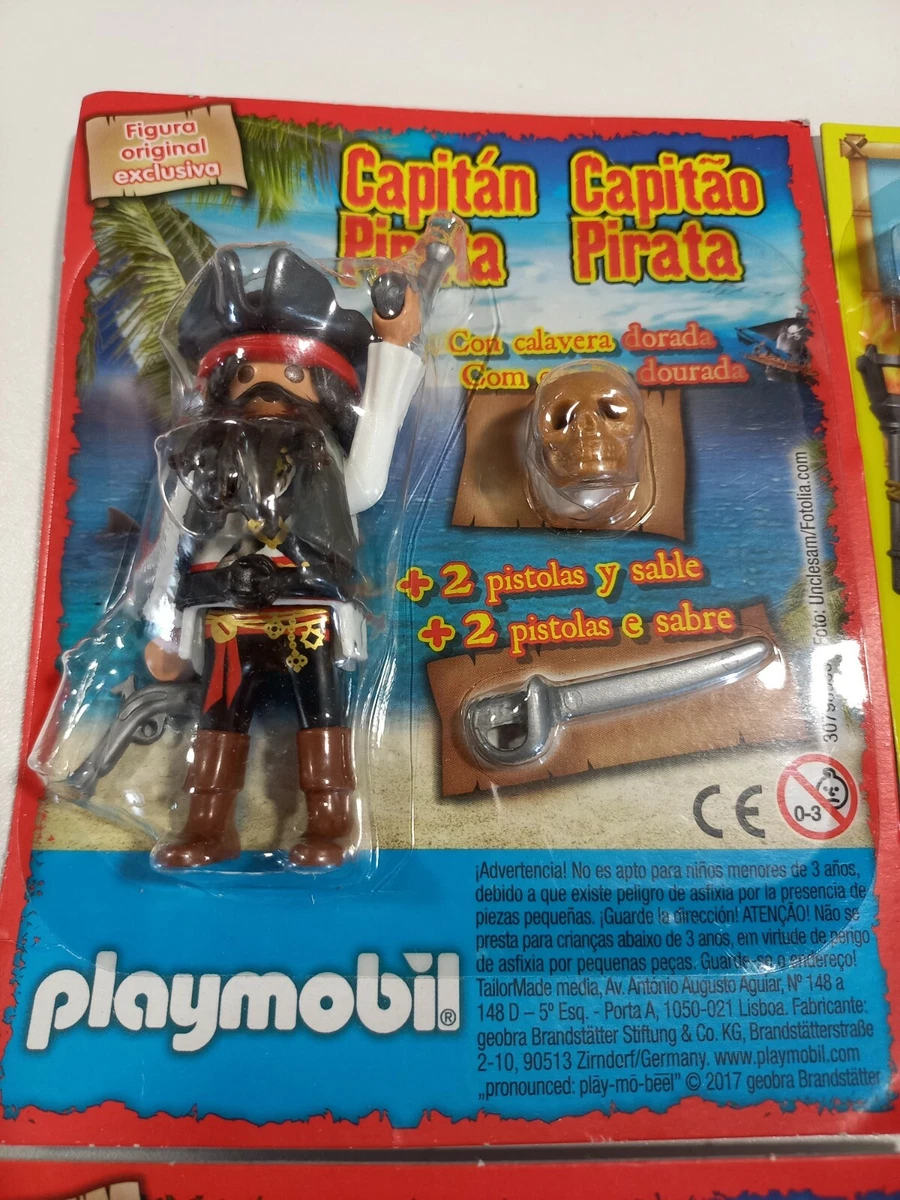 Figura
original
exclusiva
Capitán
Pirata
Capitão
Pirata
Con calavera dorada
Com dourada
+ 2 pistolas y sable
+ 2 pistolas e sabre
Foto: Unclesam/Fotolia.com
CE
0-3
¡Advertencia! No es apto para niños menores de 3 años,
debido a que existe peligro de asfixia por la presencia de
piezas pequeñas. ¡Guarde la dirección! ATENÇÃO! Não se
presta para crianças abaixo de 3 anos, em virtude de perigo
de asfixia por pequenas peças. Guarde-se o endereço!
TailorMade media, Av. António Augusto Aguiar, Nº 148 a
148 D – 5º Esq. - Porta A, 1050-021 Lisboa. Fabricante:
geobra Brandstätter Stiftung & Co. KG, Brandstätterstraße
2-10, 90513 Zirndorf/Germany. www.playmobil.com
„pronounced: plāy-mō-bēēl" © 2017 geobra Brandstätter
playmobil®